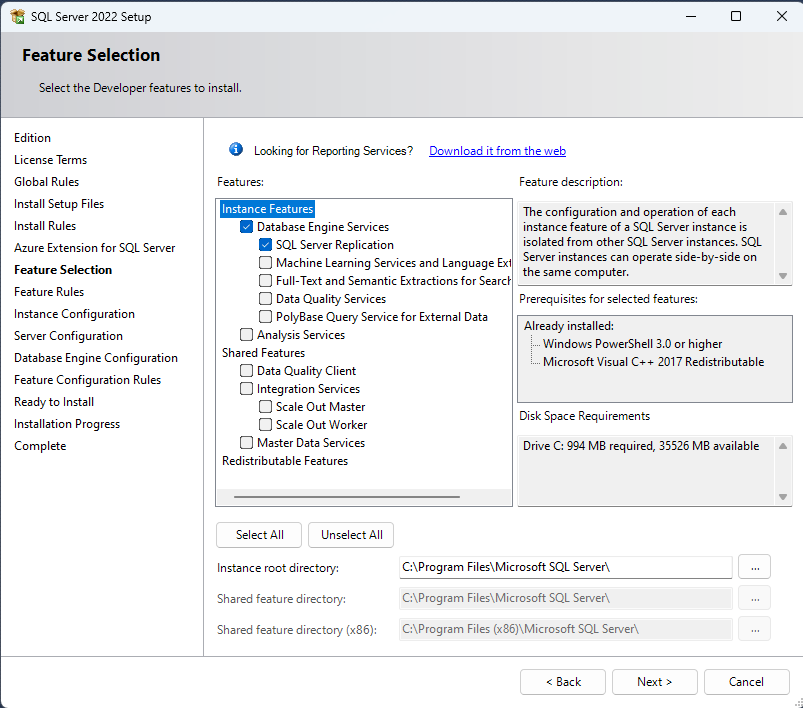 SQL Server 2022 Setup
Feature Selection
Select the Developer features to install.
Edition
License Terms
Global Rules
Install Setup Files
Install Rules
Azure Extension for SQL Server
Feature Selection
Feature Rules
Instance Configuration
Server Configuration
Database Engine Configuration
Feature Configuration Rules
Ready to Install
Installation Progress
Complete
Looking for Reporting Services? Download it from the web
Features:
Instance Features
Database Engine Services
SQL Server Replication
Machine Learning Services and Language Ext
Full-Text and Semantic Extractions for Search
Data Quality Services
PolyBase Query Service for External Data
Analysis Services
Shared Features
Data Quality Client
Integration Services
Scale Out Master
Scale Out Worker
Master Data Services
Redistributable Features
Feature description:
The configuration and operation of each
instance feature of a SQL Server instance is
isolated from other SQL Server instances. SQL
Server instances can operate side-by-side on
the same computer.
Prerequisites for selected features:
Already installed:
Windows PowerShell 3.0 or higher
Microsoft Visual C++ 2017 Redistributable
Disk Space Requirements
Drive C: 994 MB required, 35526 MB available
Select All
Unselect All
Instance root directory: C:\Program Files\Microsoft SQL Server\ ...
Shared feature directory: C:\Program Files\Microsoft SQL Server\ ...
Shared feature directory (x86): C:\Program Files (x86)\Microsoft SQL Server\ ...
< Back
Next >
Cancel